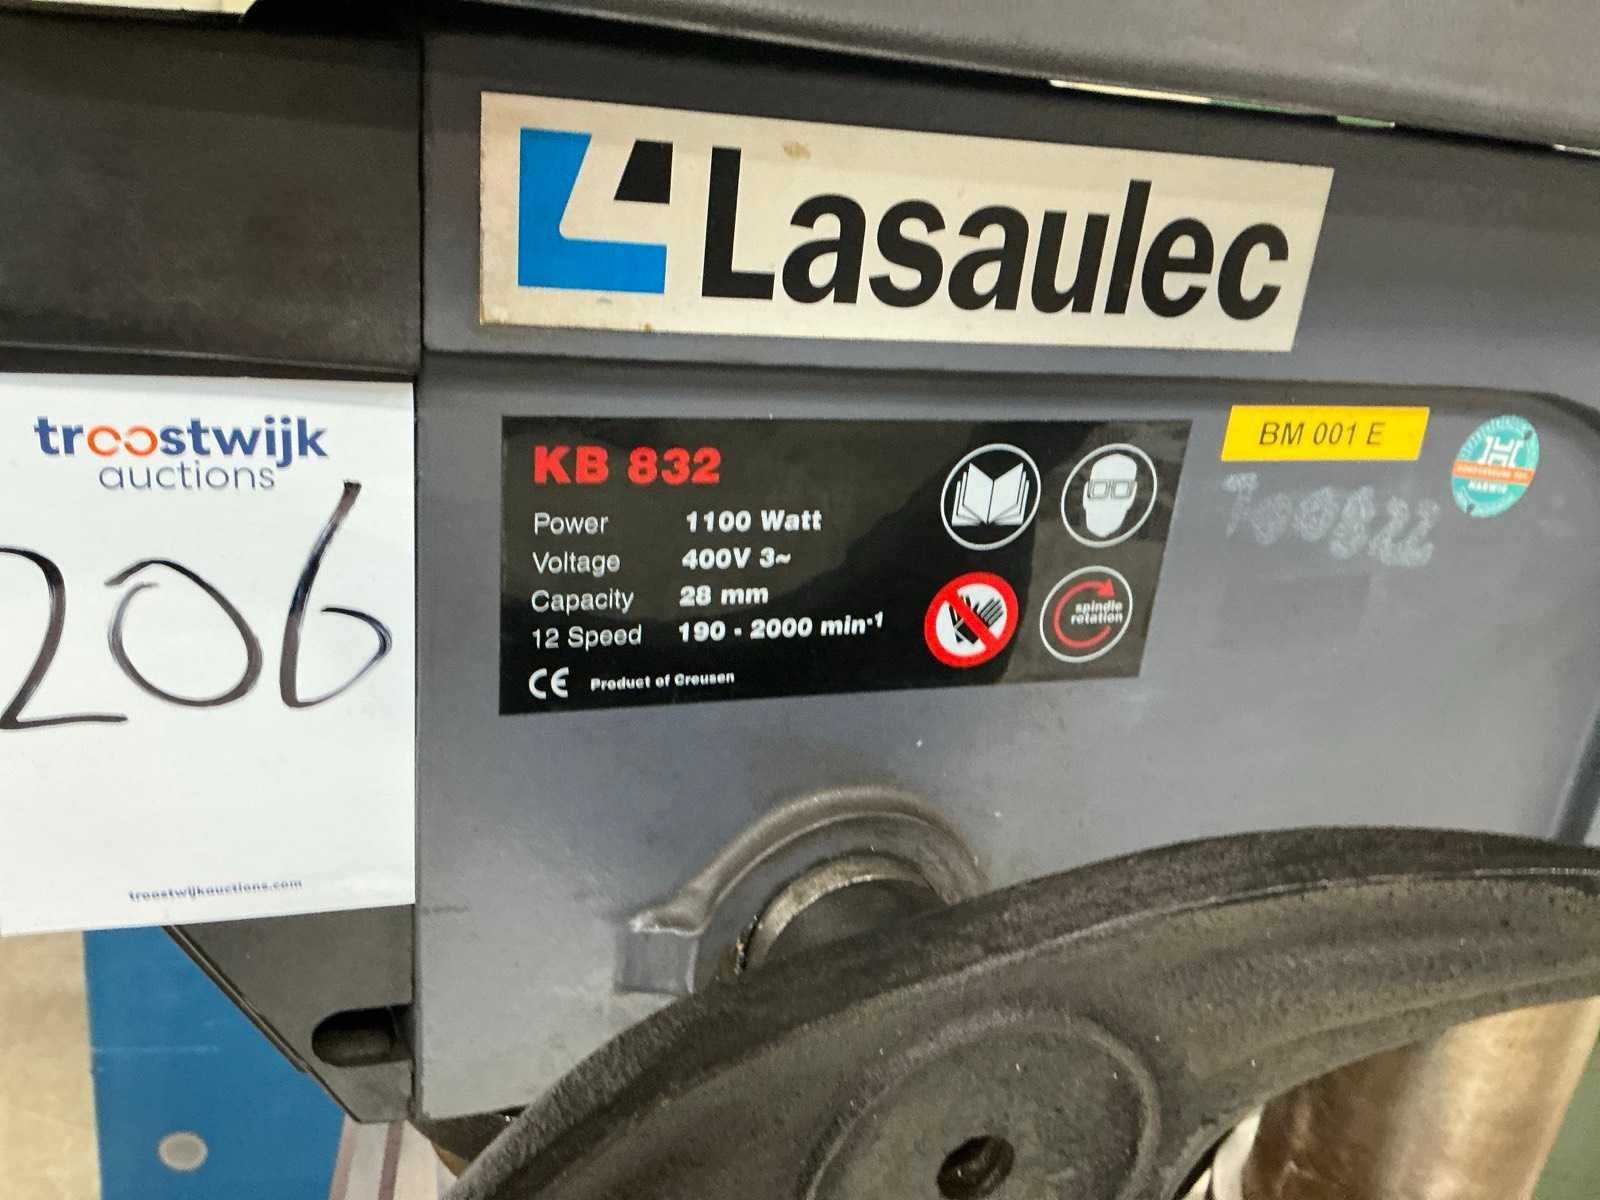 Lasaulec
troostwijk
auctions
206
troostwijkauctions.com
KB 832
Power 1100 Watt
Voltage 400V 3~
Capacity 28 mm
12 Speed 190 - 2000 min-1
CE Product of Creusen
spindle
rotation
BM 001 E